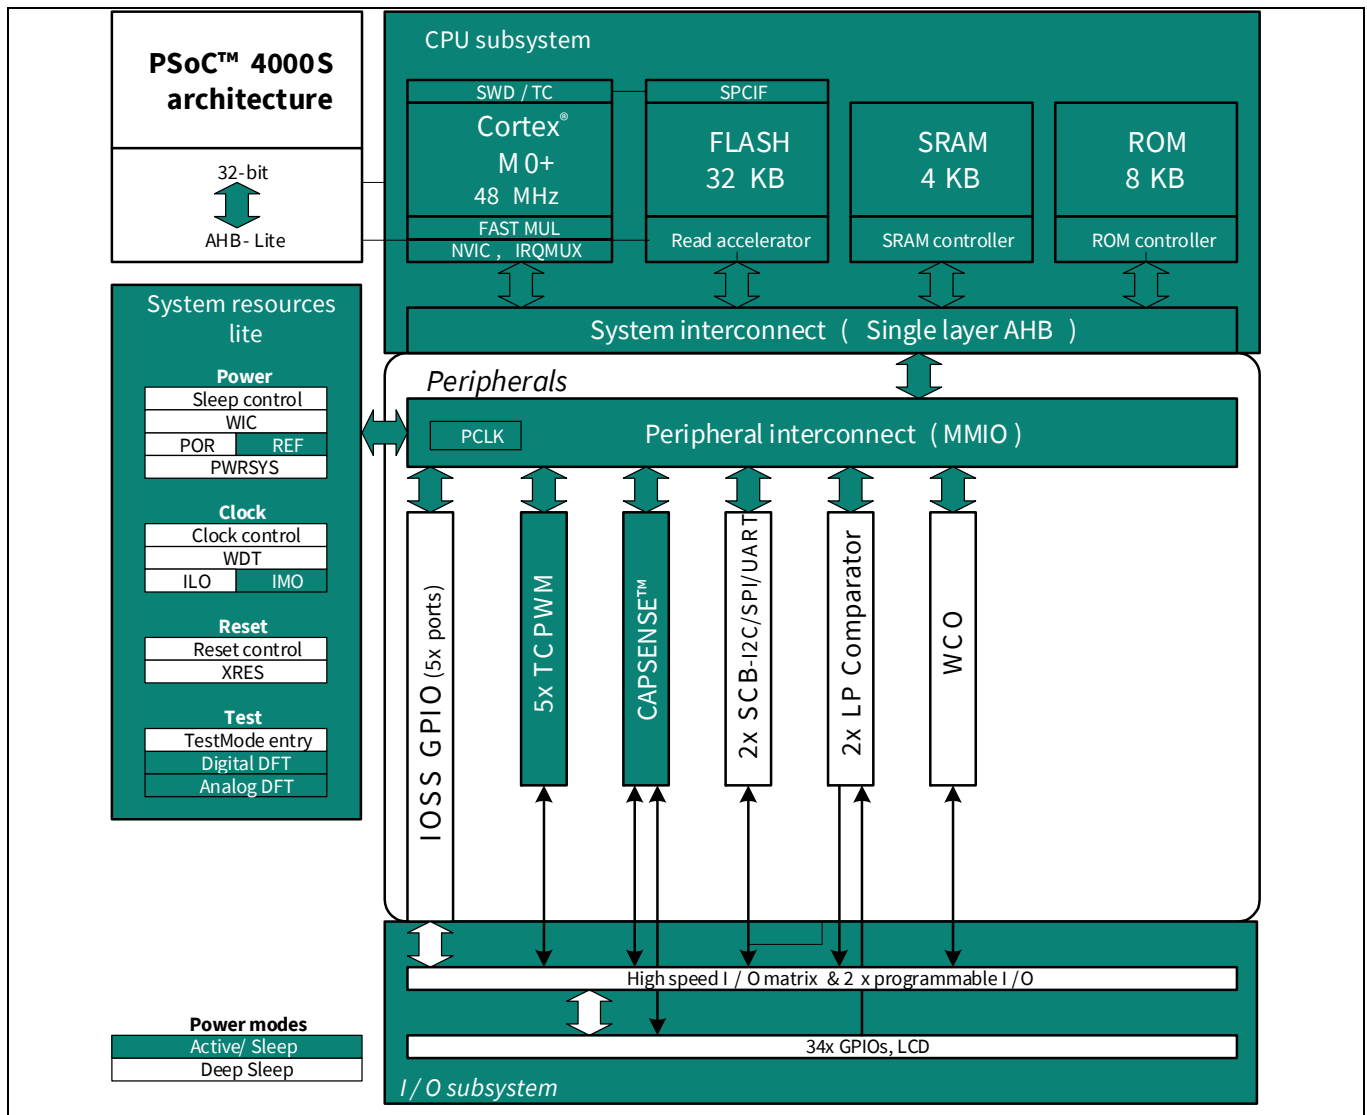 PSoC™ 4000S
architecture
32-bit
AHB- Lite
CPU subsystem
SWD / TC
Cortex®
M 0+
48 MHz
FAST MUL
NVIC , IRQMUX
SPCIF
FLASH
32 KB
Read accelerator
SRAM
4 KB
SRAM controller
ROM
8 KB
ROM controller
System interconnect ( Single layer AHB )
System resources
lite
Power
Sleep control
WIC
POR
REF
PWRSYS
Clock
Clock control
WDT
ILO
IMO
Reset
Reset control
XRES
Test
TestMode entry
Digital DFT
Analog DFT
Peripherals
PCLK
Peripheral interconnect ( MMIO )
IOSS GPIO (5x ports)
5x TCPWM
CAPSENSE™
2x SCB-I2C/SPI/UART
2x LP Comparator
WCO
High speed I / O matrix & 2 x programmable I / O
34x GPIOs, LCD
I / O subsystem
Power modes
Active/ Sleep
Deep Sleep